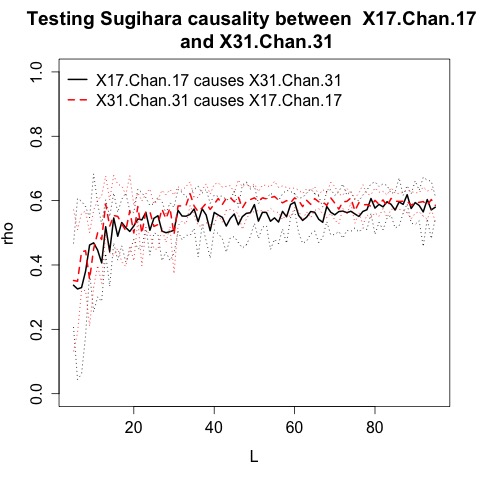 Testing Sugihara causality between X17.Chan.17
and X31.Chan.31
X17.Chan.17 causes X31.Chan.31
X31.Chan.31 causes X17.Chan.17
1.0
0.8
0.6
0.4
0.2
0.0
rho
20 40 60 80
L